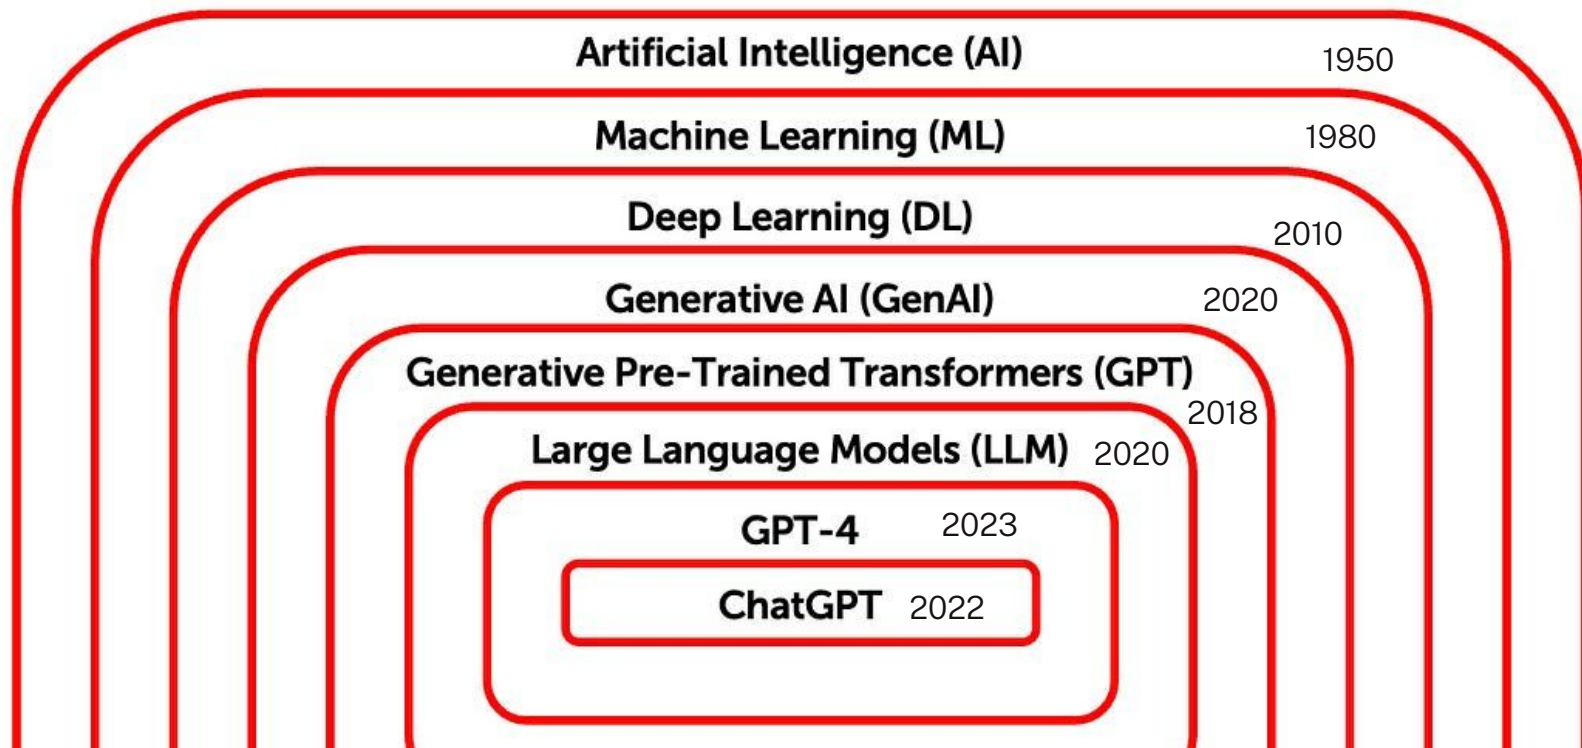 Artificial Intelligence (AI) 1950
Machine Learning (ML) 1980
Deep Learning (DL) 2010
Generative AI (GenAI) 2020
Generative Pre-Trained Transformers (GPT) 2018
Large Language Models (LLM) 2020
GPT-4 2023
ChatGPT 2022